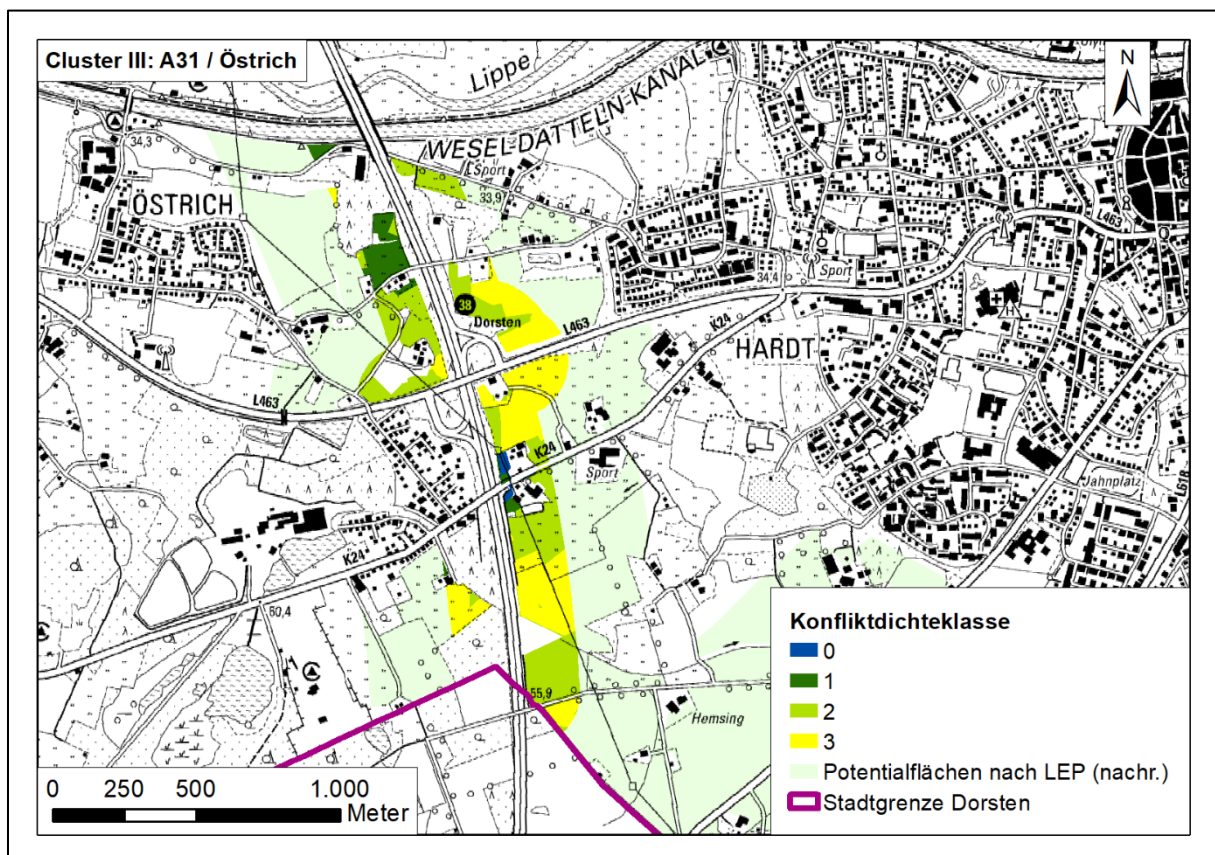 Cluster III: A31 / Östrich
Lippe
N
WESEL-DATTELN-KANAL
34,3
Sport
33,9
ÖSTRICH
L463
34,4
Sport
38
Dorsten
L463
K24
HARDT
L463
K24
Sport
Jahnplatz
L618
K24
60,4
55,9
Hemsing
Konfliktdichteklasse
0
1
2
3
Potentialflächen nach LEP (nachr.)
Stadtgrenze Dorsten
0 250 500 1.000
Meter